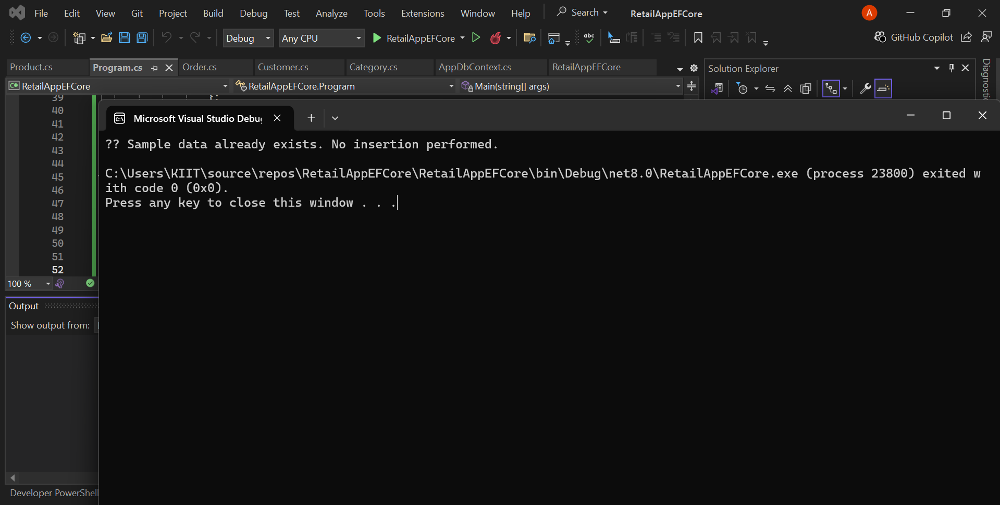 File Edit View Git Project Build Debug Test Analyze Tools Extensions Window Help Search RetailAppEFCore A
Debug Any CPU RetailAppEFCore abc GitHub Copilot
Product.cs Program.cs Order.cs Customer.cs Category.cs AppDbContext.cs RetailAppEFCore Solution Explorer
C# RetailAppEFCore RetailAppEFCore.Program Main(string[] args)
Diagnostic
39 };
40
41
42
43
44
45
46
47
48
49
50
51
52
100 %
Output
Show output from:
Developer PowerShell
C:\ Microsoft Visual Studio Debu
?? Sample data already exists. No insertion performed.
C:\Users\KIIT\source\repos\RetailAppEFCore\RetailAppEFCore\bin\Debug\net8.0\RetailAppEFCore.exe (process 23800) exited w
ith code 0 (0x0).
Press any key to close this window . . .